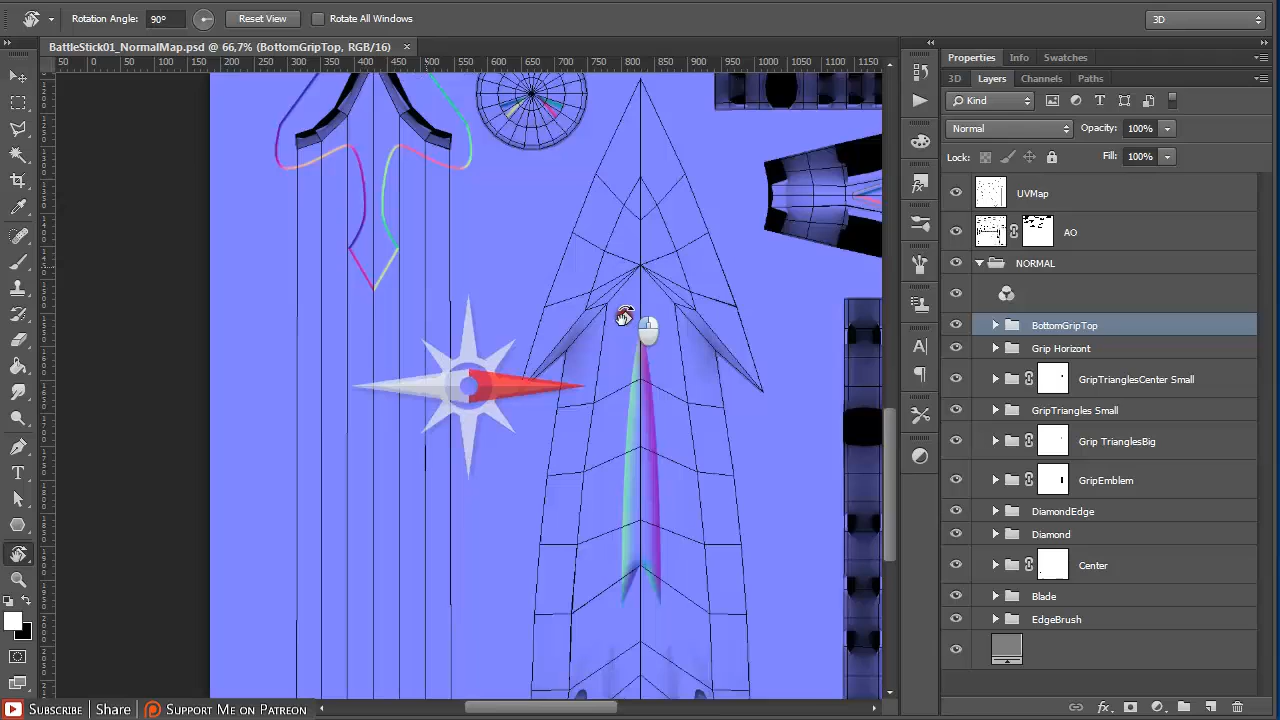 Rotation Angle: 90° Reset View Rotate All Windows 3D
BattleStick01_NormalMap.psd @ 66,7% (BottomGripTop, RGB/16) ×
50 0 50 100 150 200 250 300 350 400 450 500 550 600 650 700 750 800 850 900 950 1000 1050 1100 1150
Properties Info Swatches
3D Layers Channels Paths
Kind
Normal Opacity: 100%
Lock: Fill: 100%
UVMap
AO
NORMAL
BottomGripTop
Grip Horizont
GripTrianglesCenter Small
GripTriangles Small
Grip TrianglesBig
GripEmblem
DiamondEdge
Diamond
Center
Blade
EdgeBrush
Subscribe Share Support Me on Patreon